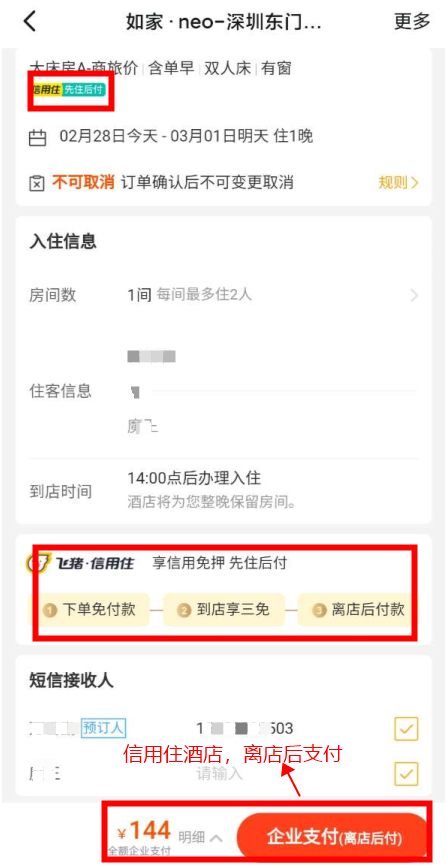 如家 · neo-深圳东门... 更多
大床房A-商旅价 | 含单早 | 双人床 | 有窗
信用住 先住后付
02月28日今天 - 03月01日明天 住1晚
不可取消 订单确认后不可变更取消 规则
入住信息
房间数 1间 每间最多住2人
住客信息
到店时间 14:00点后办理入住
酒店将为您整晚保留房间。
飞猪·信用住 享信用免押 先住后付
1 下单免付款 2 到店享三免 3 离店后付款
短信接收人
预订人 1 503
信用住酒店，离店后支付
请输入
¥144 明细 企业支付(离店后付)
全额企业支付